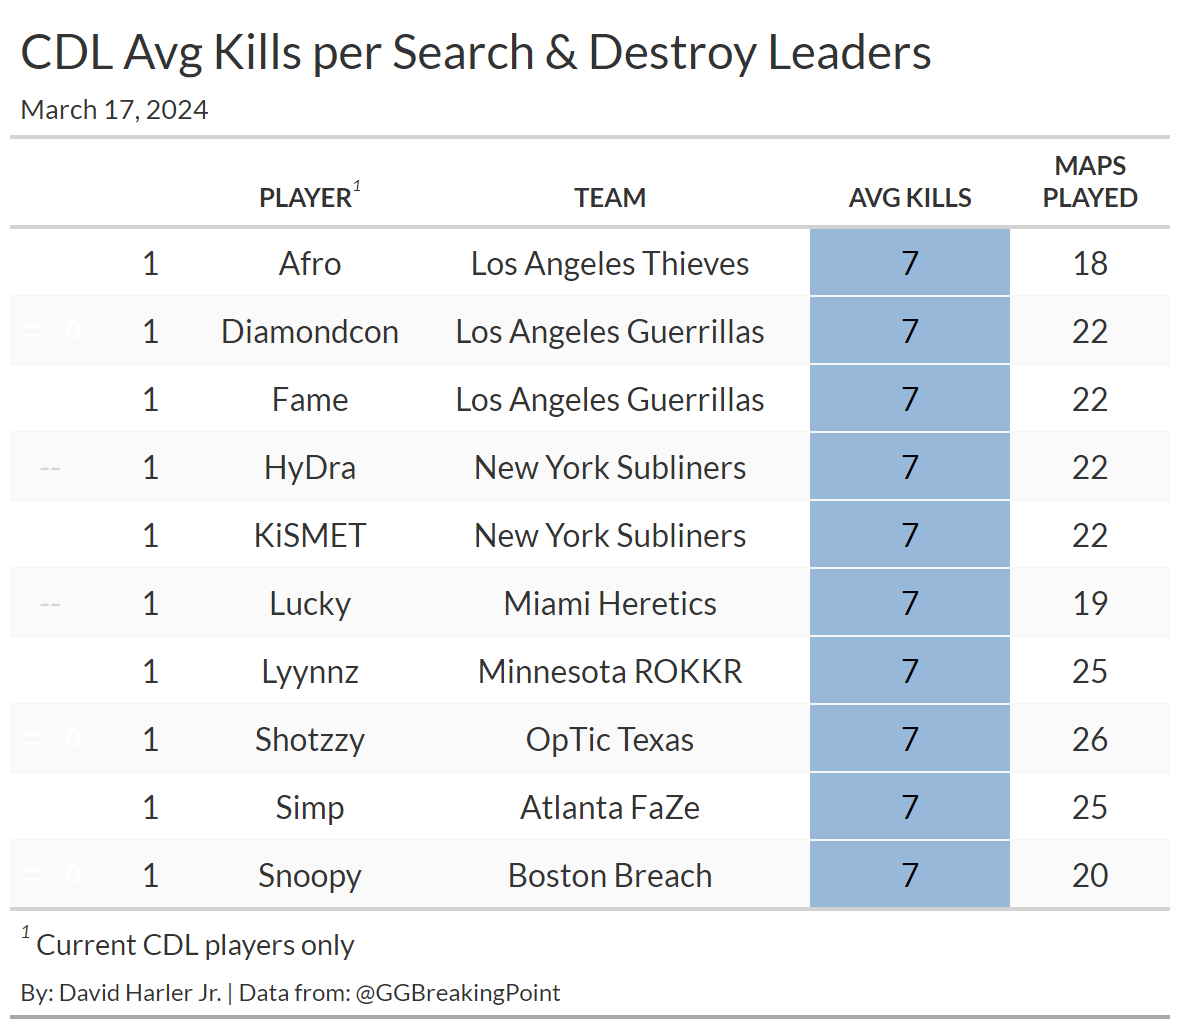 CDL Avg Kills per Search & Destroy Leaders
March 17, 2024
PLAYER1 TEAM AVG KILLS MAPS PLAYED
1 Afro Los Angeles Thieves 7 18
= 0 1 Diamondcon Los Angeles Guerrillas 7 22
1 Fame Los Angeles Guerrillas 7 22
-- 1 HyDra New York Subliners 7 22
1 KiSMET New York Subliners 7 22
-- 1 Lucky Miami Heretics 7 19
1 Lyynnz Minnesota ROKKR 7 25
= 0 1 Shotzzy OpTic Texas 7 26
1 Simp Atlanta FaZe 7 25
= 0 1 Snoopy Boston Breach 7 20
1 Current CDL players only
By: David Harler Jr. | Data from: @GGBreakingPoint